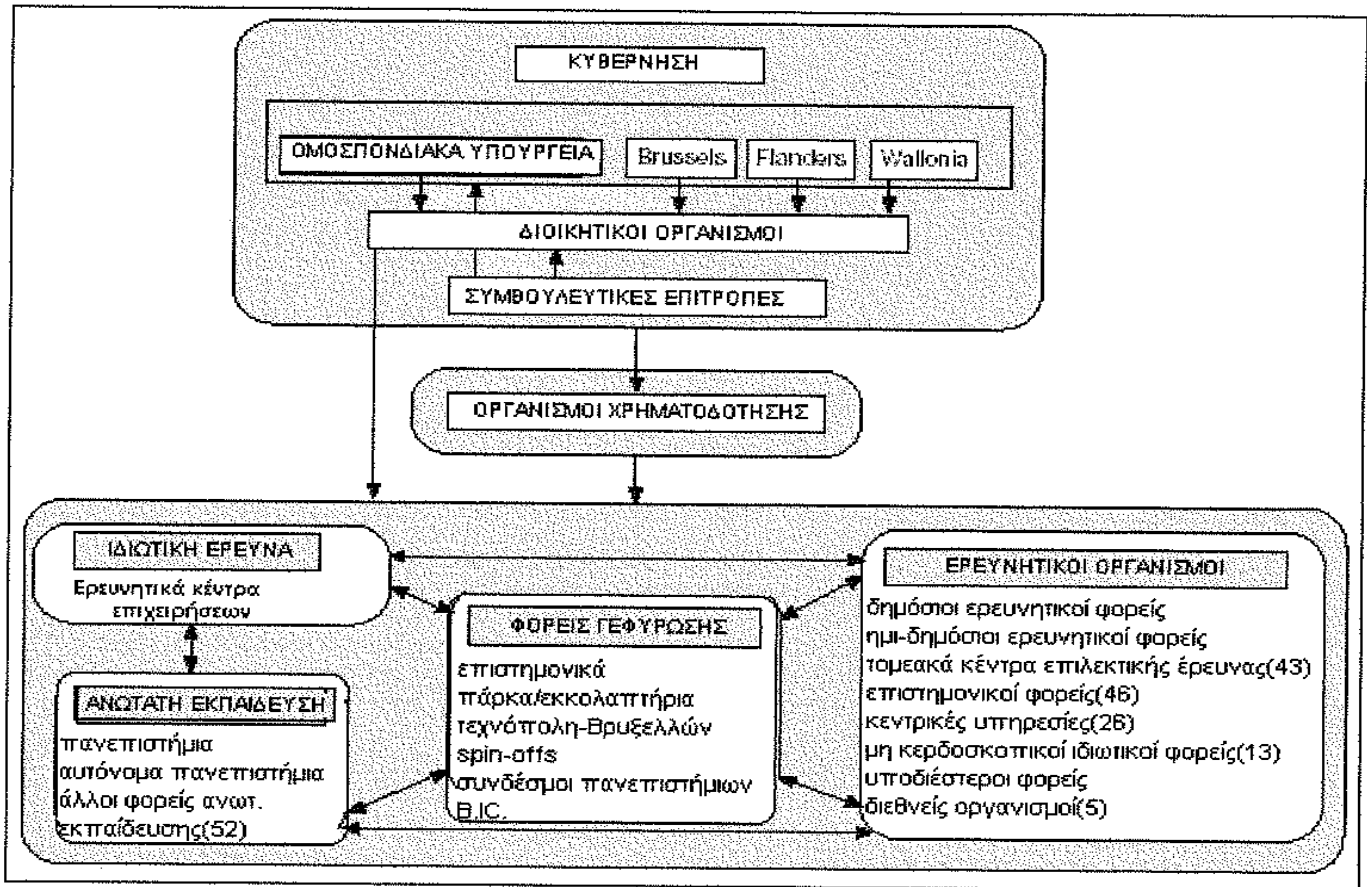 ΚΥΒΕΡΝΗΣΗ
ΟΜΟΣΠΟΝΔΙΑΚΑ ΥΠΟΥΡΓΕΙΑ
Brussels
Flanders
Wallonia
ΔΙΟΙΚΗΤΙΚΟΙ ΟΡΓΑΝΙΣΜΟΙ
ΣΥΜΒΟΥΛΕΥΤΙΚΕΣ ΕΠΙΤΡΟΠΕΣ
ΟΡΓΑΝΙΣΜΟΙ ΧΡΗΜΑΤΟΔΟΤΗΣΗΣ
ΙΔΙΩΤΙΚΗ ΕΡΕΥΝΑ
Ερευνητικά κέντρα
επιχειρήσεων
ΑΝΩΤΑΤΗ ΕΚΠΑΙΔΕΥΣΗ
πανεπιστήμια
αυτόνομα πανεπιστήμια
άλλοι φορείς ανωτ.
εκπαίδευσης(52)
ΦΟΡΕΙΣ ΓΕΦΥΡΩΣΗΣ
επιστημονικά
πάρκα/εκκολαπτήρια
τεχνόπολη-Βρυξελλών
spin-offs
συνδέσμοι πανεπιστήμιων
B.IC.
ΕΡΕΥΝΗΤΙΚΟΙ ΟΡΓΑΝΙΣΜΟΙ
δημόσιοι ερευνητικοί φορείς
ημι-δημόσιοι ερευνητικοί φορείς
τομεακά κέντρα επιλεκτικής έρευνας(43)
επιστημονικοί φορείς(46)
κεντρικές υπηρεσίες(26)
μη κερδοσκοπικοί ιδιωτικοί φορείς(13)
υποδιέστεροι φορείς
διεθνείς οργανισμοί(5)